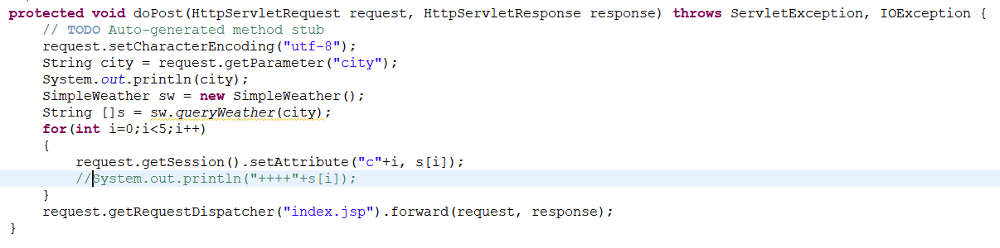 protected void doPost(HttpServletRequest request, HttpServletResponse response) throws ServletException, IOException {
// TODO Auto-generated method stub
request.setCharacterEncoding("utf-8");
String city = request.getParameter("city");
System.out.println(city);
SimpleWeather sw = new SimpleWeather();
String []s = sw.queryWeather(city);
for(int i=0;i<5;i++)
{
request.getSession().setAttribute("c"+i, s[i]);
//System.out.println("++++"+s[i]);
}
request.getRequestDispatcher("index.jsp").forward(request, response);
}